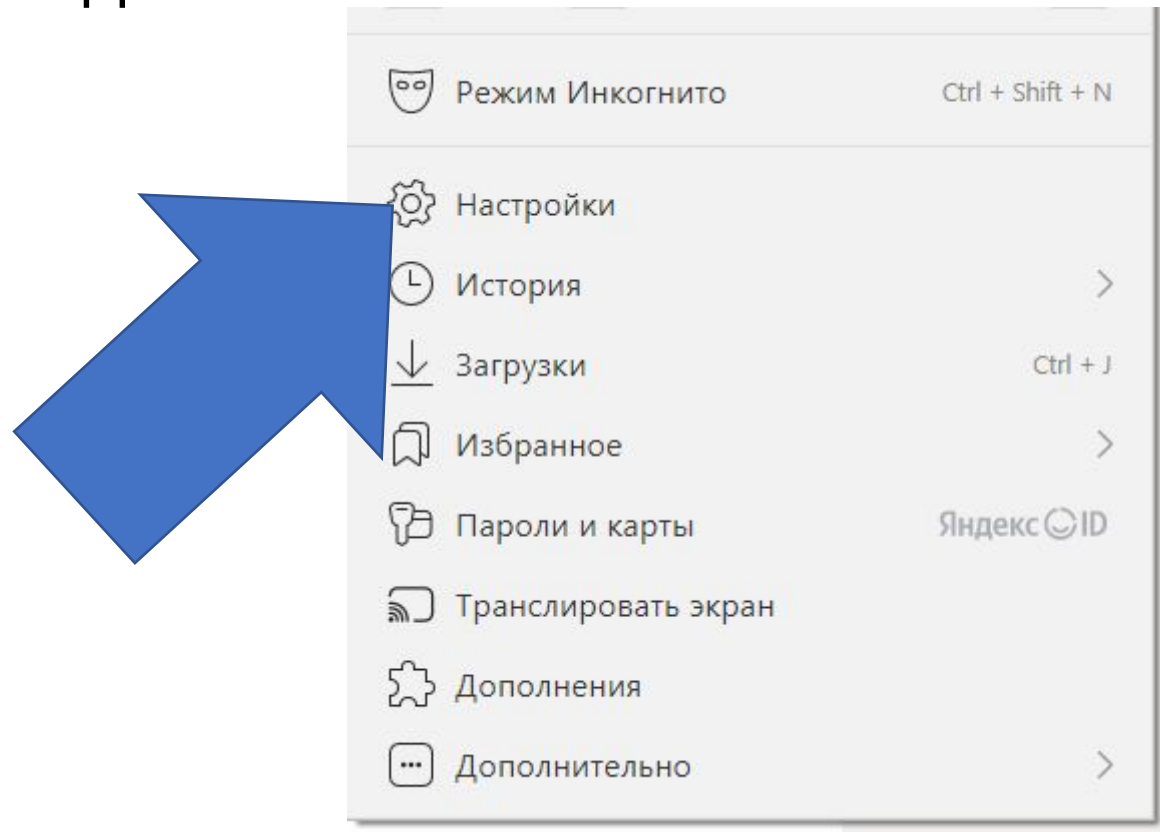 Режим Инкогнито Ctrl + Shift + N
Настройки
История
Загрузки Ctrl + J
Избранное
Пароли и карты Яндекс ID
Транслировать экран
Дополнения
Дополнительно